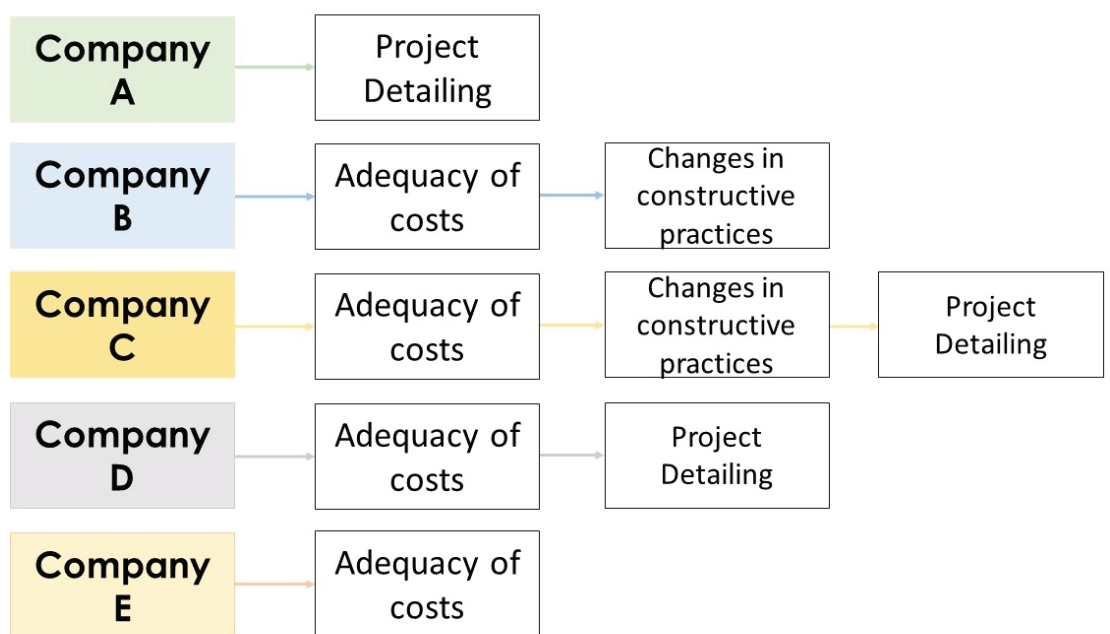 Company
A
Project
Detailing
Company
B
Adequacy of
costs
Changes in
constructive
practices
Company
C
Adequacy of
costs
Changes in
constructive
practices
Project
Detailing
Company
D
Adequacy of
costs
Project
Detailing
Company
E
Adequacy of
costs